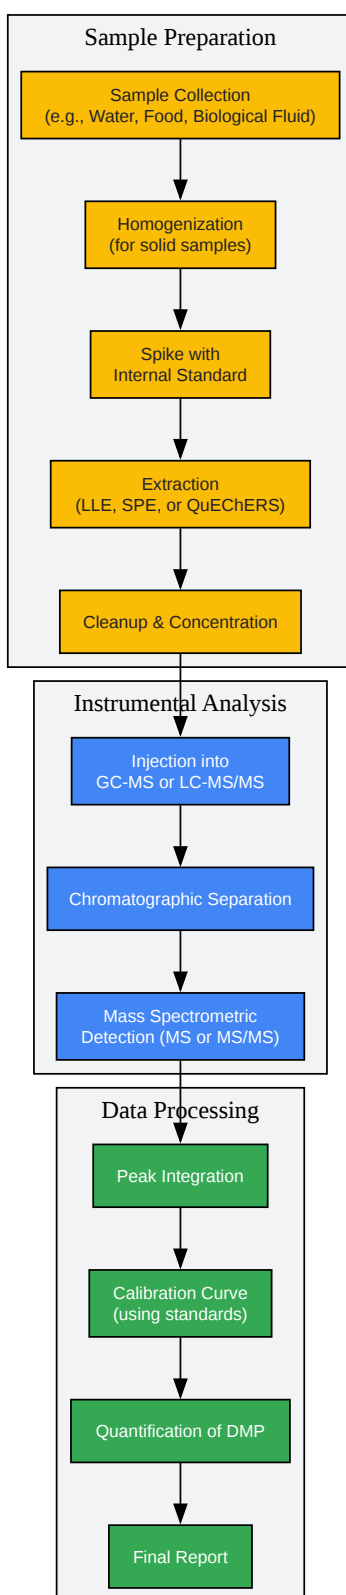 Sample Preparation
Sample Collection
(e.g., Water, Food, Biological Fluid)
Homogenization
(for solid samples)
Spike with
Internal Standard
Extraction
(LLE, SPE, or QuEChERS)
Cleanup & Concentration
Instrumental Analysis
Injection into
GC-MS or LC-MS/MS
Chromatographic Separation
Mass Spectrometric
Detection (MS or MS/MS)
Data Processing
Peak Integration
Calibration Curve
(using standards)
Quantification of DMP
Final Report